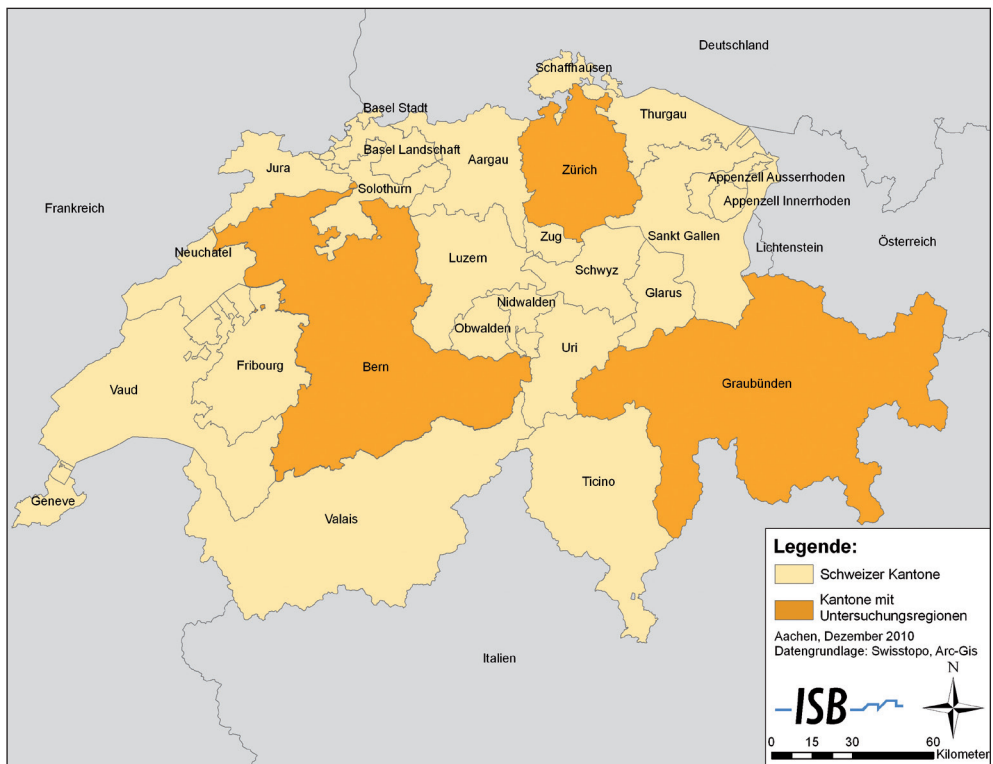 Deutschland
Schaffhausen
Basel Stadt
Thurgau
Basel Landschaft
Aargau
Jura
Zürich
Appenzell Ausserrhoden
Solothurn
Appenzell Innerrhoden
Frankreich
Zug
Sankt Gallen
Österreich
Neuchatel
Luzern
Lichtenstein
Schwyz
Glarus
Nidwalden
Obwalden
Uri
Fribourg
Bern
Graubünden
Vaud
Ticino
Geneve
Valais
Italien
Legende:
Schweizer Kantone
Kantone mit
Untersuchungsregionen
Aachen, Dezember 2010
Datengrundlage: Swisstopo, Arc-Gis
N
ISB
0 15 30 60 Kilometer